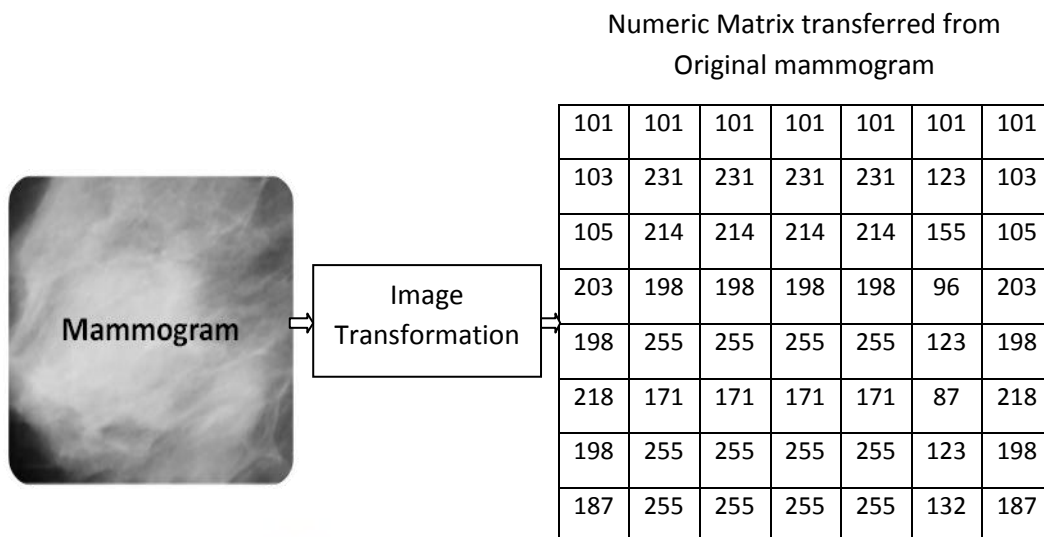 Numeric Matrix transferred from
Original mammogram
101 101 101 101 101 101 101
103 231 231 231 231 123 103
105 214 214 214 214 155 105
203 198 198 198 198 96 203
198 255 255 255 255 123 198
218 171 171 171 171 87 218
198 255 255 255 255 123 198
187 255 255 255 255 132 187
Mammogram
Image
Transformation